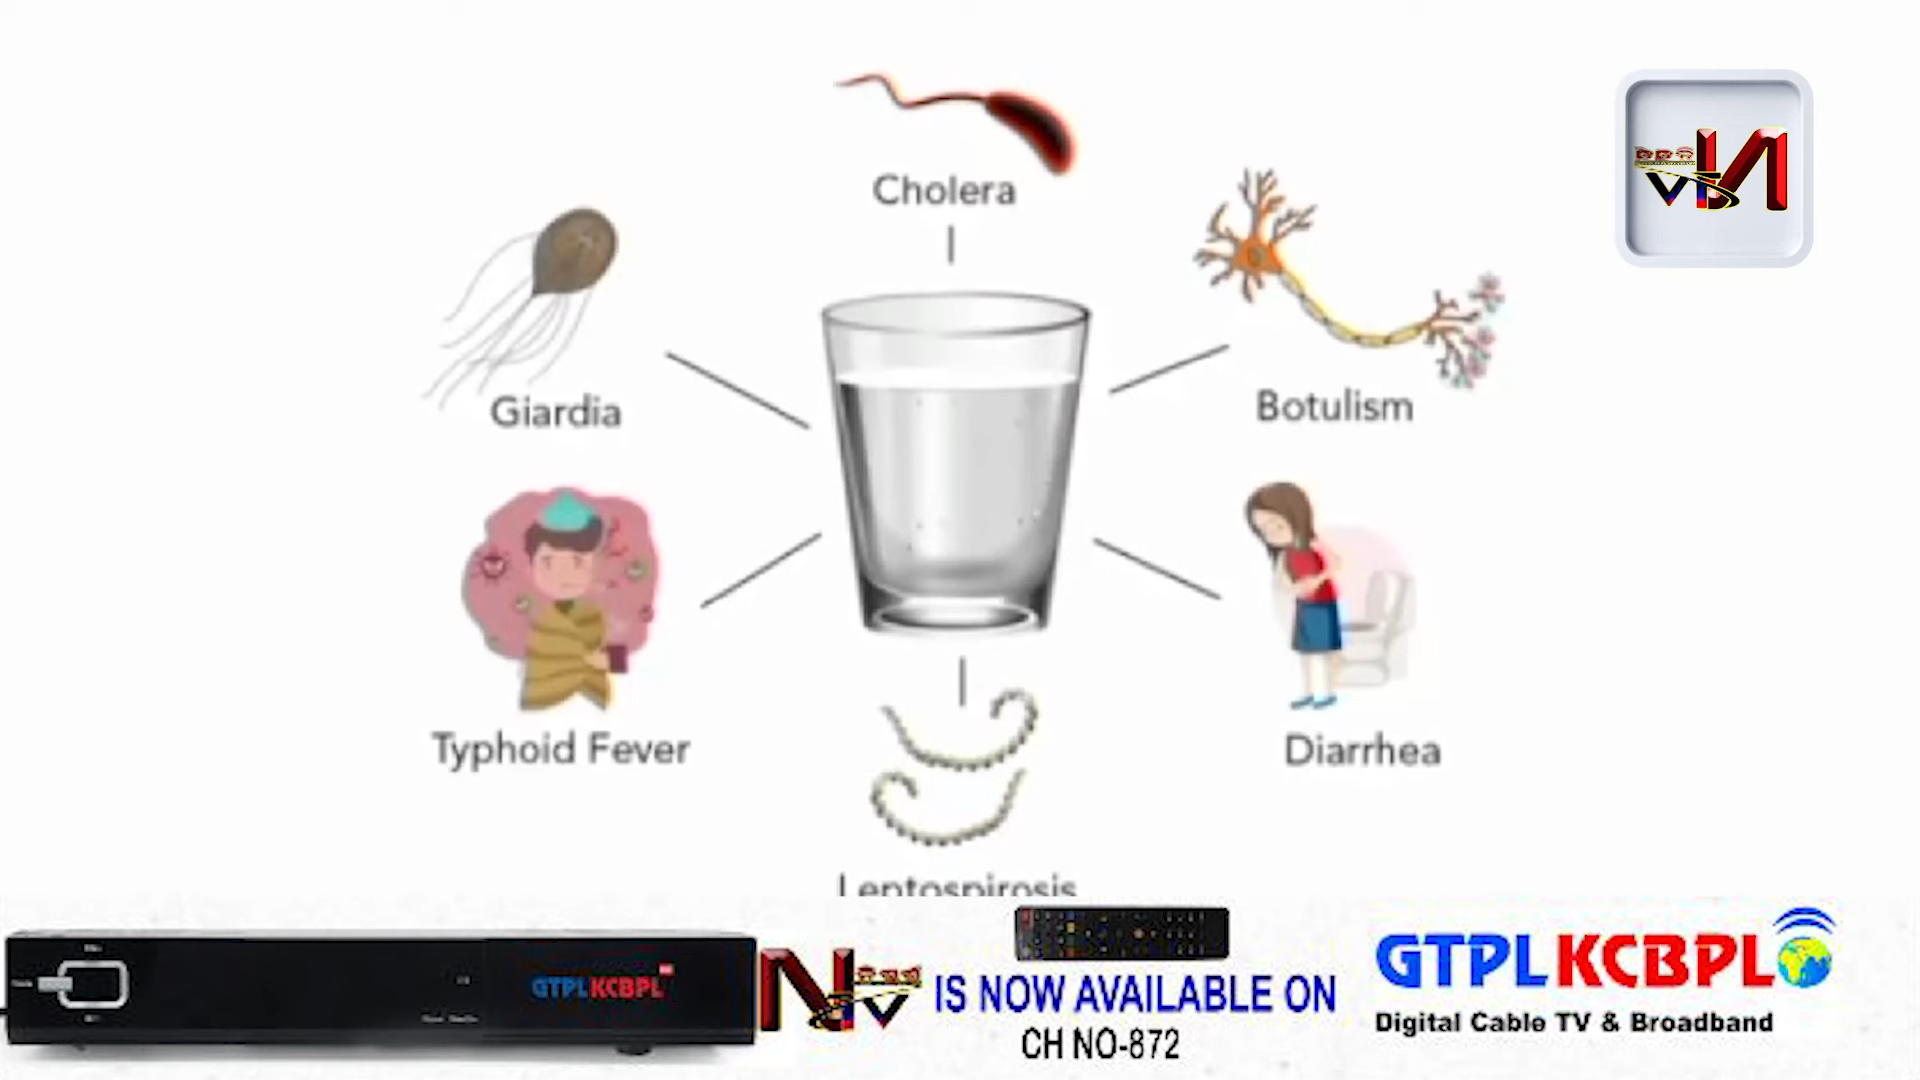 Cholera
Giardia
Botulism
Typhoid Fever
Diarrhea
Leptospirosis
GTPL KCBPL
IS NOW AVAILABLE ON
CH NO-872
GTPL KCBPL
Digital Cable TV & Broadband